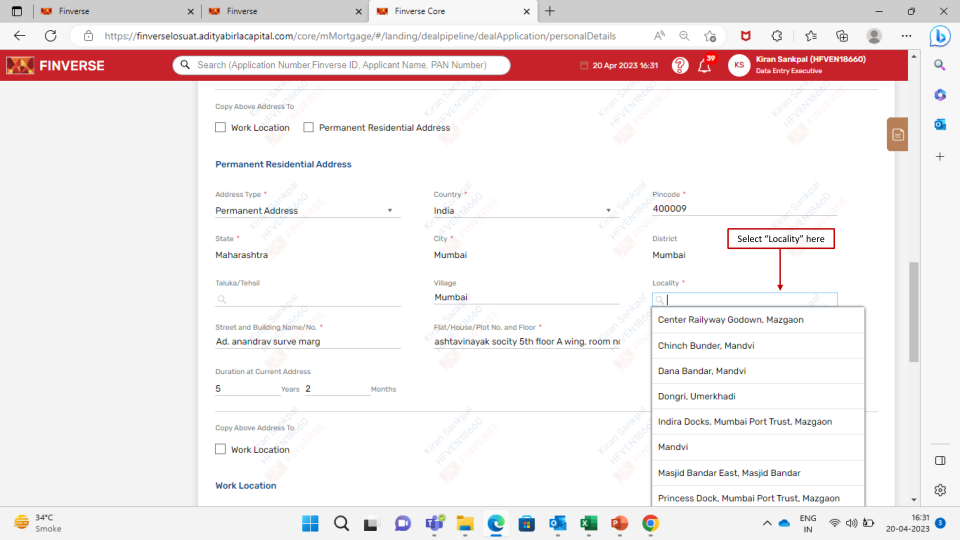 Finverse
Finverse
Finverse Core
https://finverselosuat.adityabirlacapital.com/core/mMortgage/#/landing/dealpipeline/dealApplication/personalDetails
FINVERSE
Search (Application Number,Finverse ID, Applicant Name, PAN Number)
20 Apr 2023 16:31
39
KS
Kiran Sankpal (HFVEN18660)
Data Entry Executive
Copy Above Address To
Work Location
Permanent Residential Address
Permanent Residential Address
Address Type *
Country *
Pincode *
Permanent Address
India
400009
State *
City *
District
Maharashtra
Mumbai
Mumbai
Select “Locality” here
Taluka/Tehsil
Village
Locality *
Mumbai
Street and Building Name/No. *
Flat/House/Plot No. and Floor *
Ad. anandrav surve marg
ashtavinayak socity 5th floor A wing, room no
Center Railyway Godown, Mazgaon
Chinch Bunder, Mandvi
Dana Bandar, Mandvi
Dongri, Umerkhadi
Indira Docks, Mumbai Port Trust, Mazgaon
Mandvi
Masjid Bandar East, Masjid Bandar
Princess Dock, Mumbai Port Trust, Mazgaon
Duration at Current Address
5 Years 2 Months
Copy Above Address To
Work Location
Work Location
Kiran Sankpal
HFVEN18660
FINVERSE
34°C
Smoke
ENG
IN
16:31
20-04-2023
3